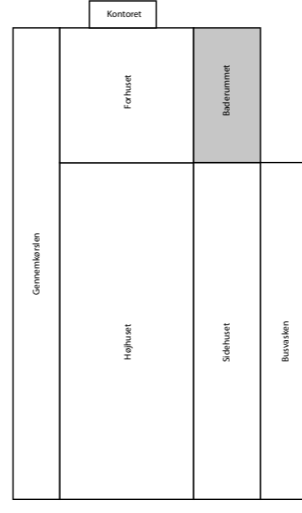 Kontoret
Forhuset
Baderummet
Gennemkørslen
Højhuset
Sidehuset
Busvasken